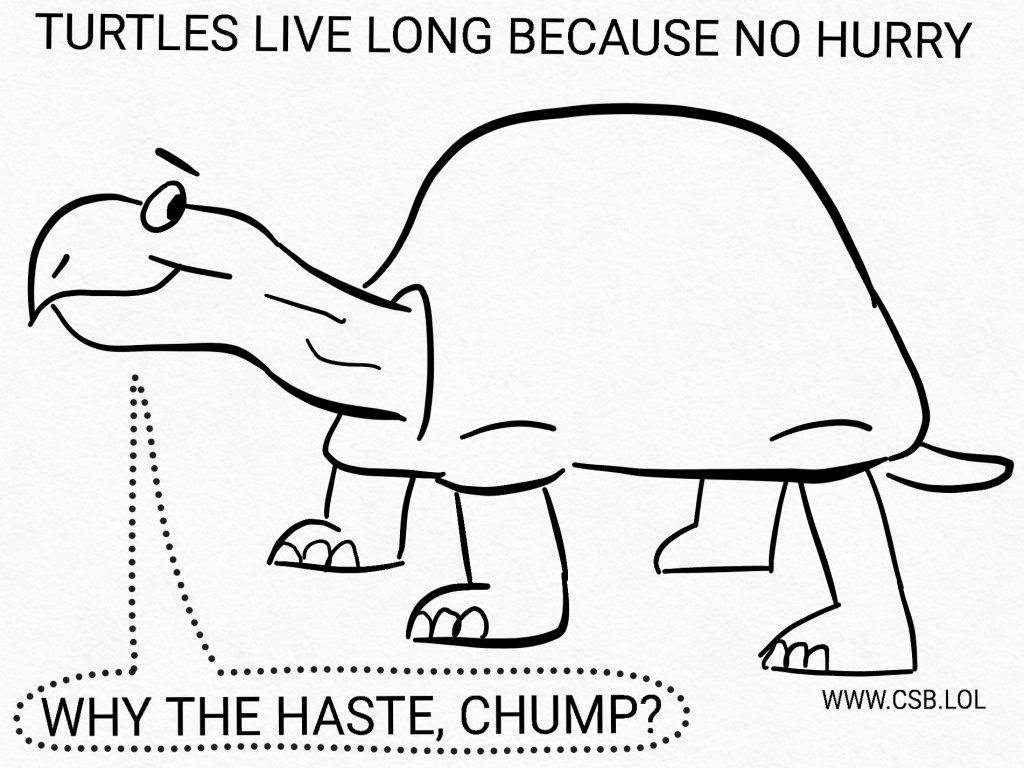 TURTLES LIVE LONG BECAUSE NO HURRY
WHY THE HASTE, CHUMP?
WWW.CSB.LOL